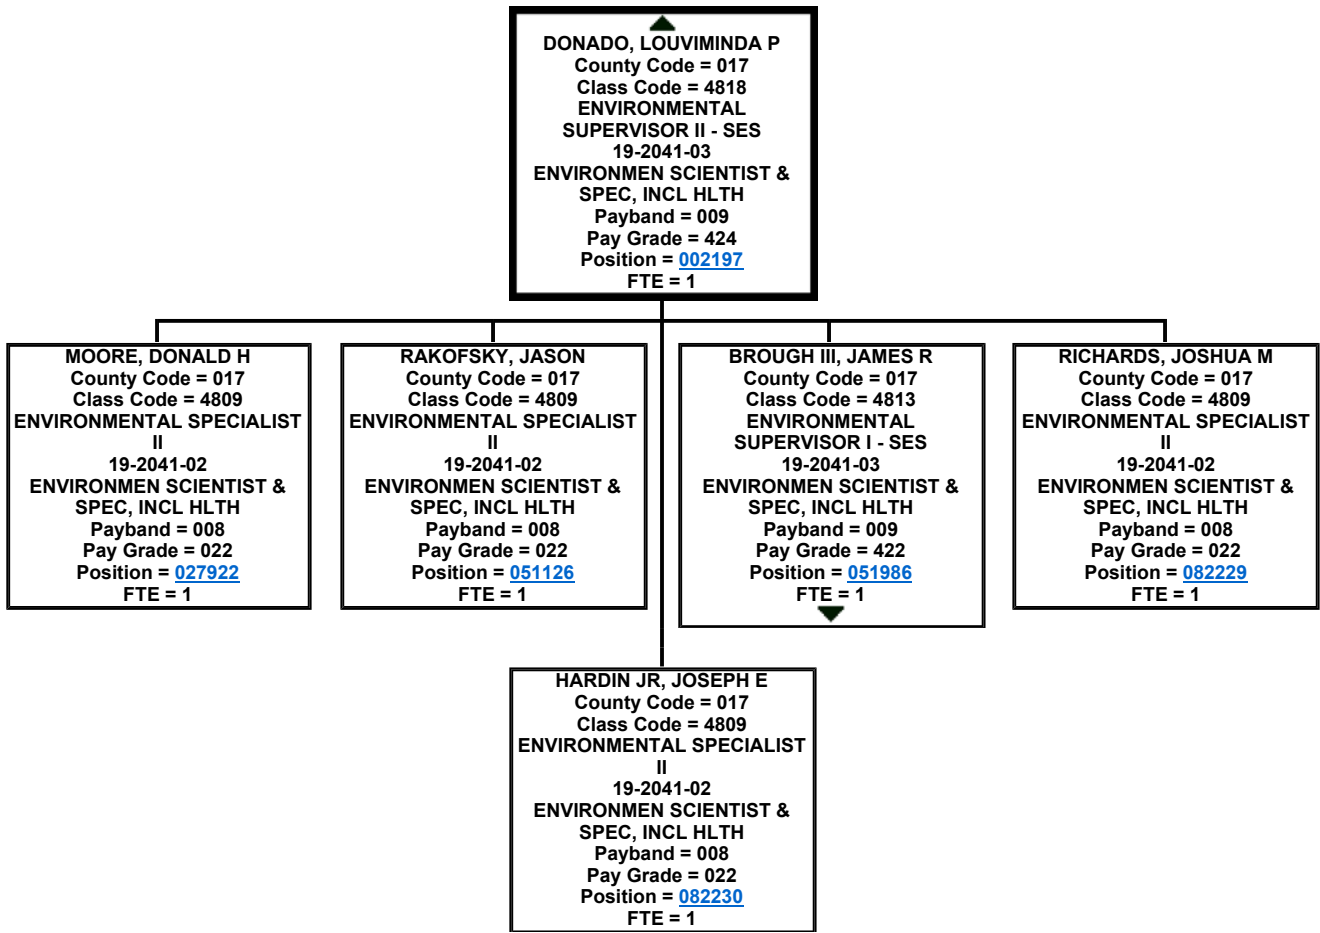 DONADO, LOUVIMINDA P
County Code = 017
Class Code = 4818
ENVIRONMENTAL
SUPERVISOR II - SES
19-2041-03
ENVIRONMEN SCIENTIST &
SPEC, INCL HLTH
Payband = 009
Pay Grade = 424
Position = 002197
FTE = 1
MOORE, DONALD H
County Code = 017
Class Code = 4809
ENVIRONMENTAL SPECIALIST
II
19-2041-02
ENVIRONMEN SCIENTIST &
SPEC, INCL HLTH
Payband = 008
Pay Grade = 022
Position = 027922
FTE = 1
RAKOFSKY, JASON
County Code = 017
Class Code = 4809
ENVIRONMENTAL SPECIALIST
II
19-2041-02
ENVIRONMEN SCIENTIST &
SPEC, INCL HLTH
Payband = 008
Pay Grade = 022
Position = 051126
FTE = 1
BROUGH III, JAMES R
County Code = 017
Class Code = 4813
ENVIRONMENTAL
SUPERVISOR I - SES
19-2041-03
ENVIRONMEN SCIENTIST &
SPEC, INCL HLTH
Payband = 009
Pay Grade = 422
Position = 051986
FTE = 1
RICHARDS, JOSHUA M
County Code = 017
Class Code = 4809
ENVIRONMENTAL SPECIALIST
II
19-2041-02
ENVIRONMEN SCIENTIST &
SPEC, INCL HLTH
Payband = 008
Pay Grade = 022
Position = 082229
FTE = 1
HARDIN JR, JOSEPH E
County Code = 017
Class Code = 4809
ENVIRONMENTAL SPECIALIST
II
19-2041-02
ENVIRONMEN SCIENTIST &
SPEC, INCL HLTH
Payband = 008
Pay Grade = 022
Position = 082230
FTE = 1